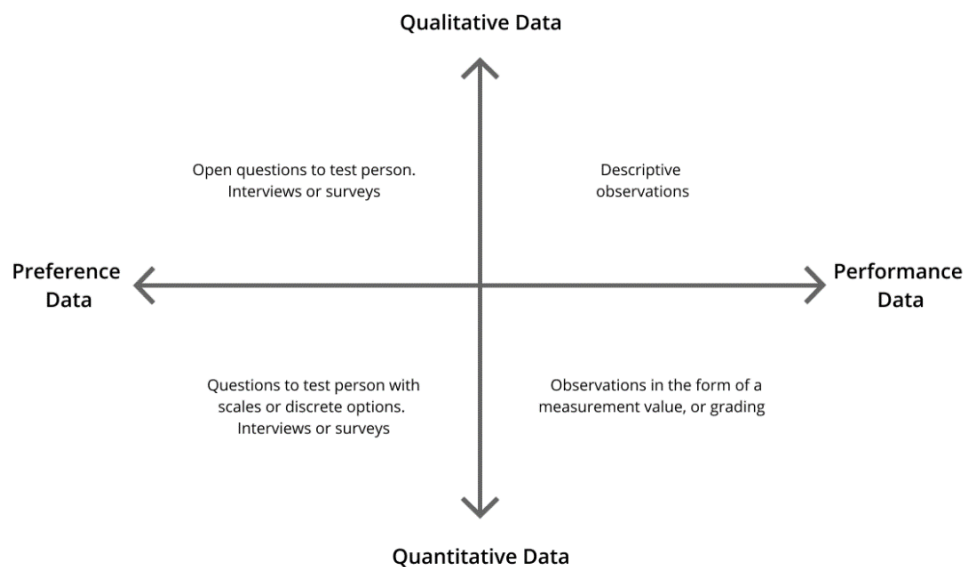 Qualitative Data
Open questions to test person.
Interviews or surveys
Descriptive
observations
Preference
Data
Performance
Data
Questions to test person with
scales or discrete options.
Interviews or surveys
Observations in the form of a
measurement value, or grading
Quantitative Data